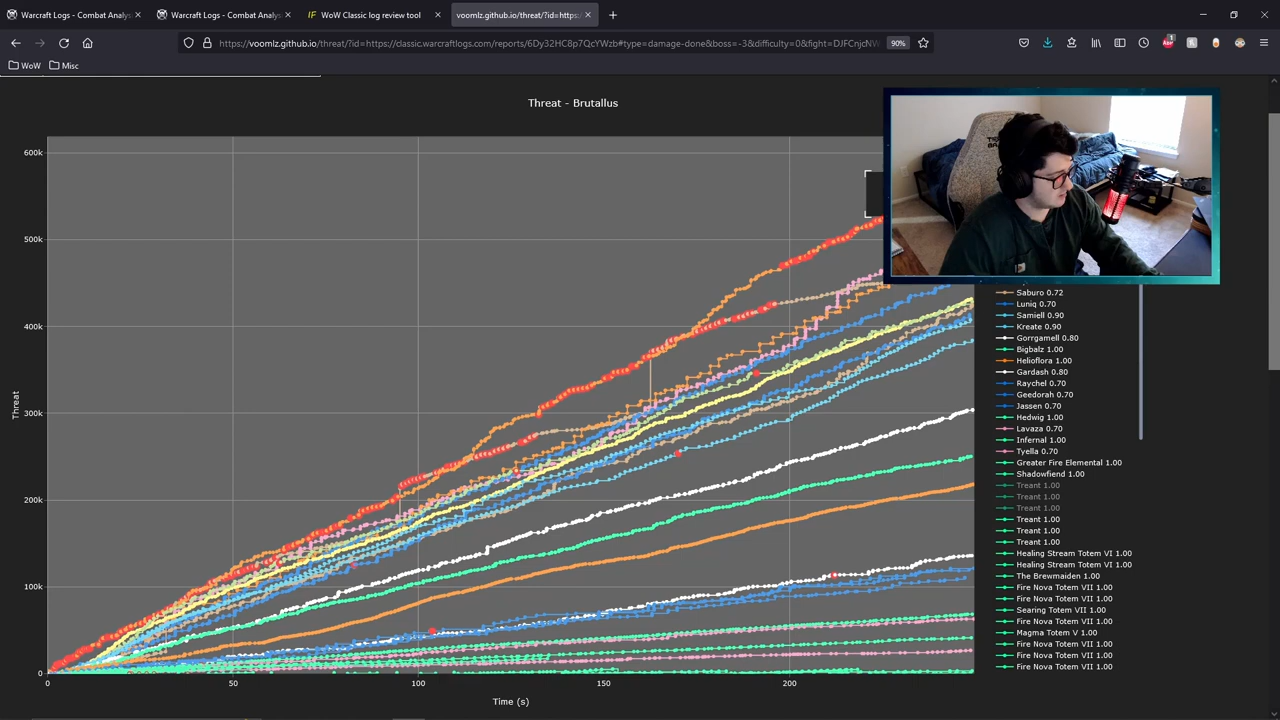 Warcraft Logs - Combat Analys
Warcraft Logs - Combat Analys
IF WoW Classic log review tool
voomlz.github.io/threat/?id=https:
https://voomlz.github.io/threat/?id=https://classic.warcraftlogs.com/reports/6Dy32HC8p7QcYWzb#type=damage-done&boss=-3&difficulty=0&fight=DJFCnjcNW
90%
WoW
Misc
Threat - Brutallus
600k
500k
400k
300k
200k
100k
0
Threat
0
50
100
150
200
Time (s)
Saburo 0.72
Luniq 0.70
Samiell 0.90
Kreate 0.90
Gorrgamell 0.80
Bigbalz 1.00
Helioflora 1.00
Gardash 0.80
Raychel 0.70
Geedorah 0.70
Jassen 0.70
Hedwig 1.00
Lavaza 0.70
Infernal 1.00
Tyella 0.70
Greater Fire Elemental 1.00
Shadowfiend 1.00
Treant 1.00
Treant 1.00
Treant 1.00
Treant 1.00
Treant 1.00
Treant 1.00
Healing Stream Totem VI 1.00
Healing Stream Totem VI 1.00
The Brewmaiden 1.00
Fire Nova Totem VII 1.00
Fire Nova Totem VII 1.00
Searing Totem VII 1.00
Fire Nova Totem VII 1.00
Magma Totem V 1.00
Fire Nova Totem VII 1.00
Fire Nova Totem VII 1.00
Fire Nova Totem VII 1.00